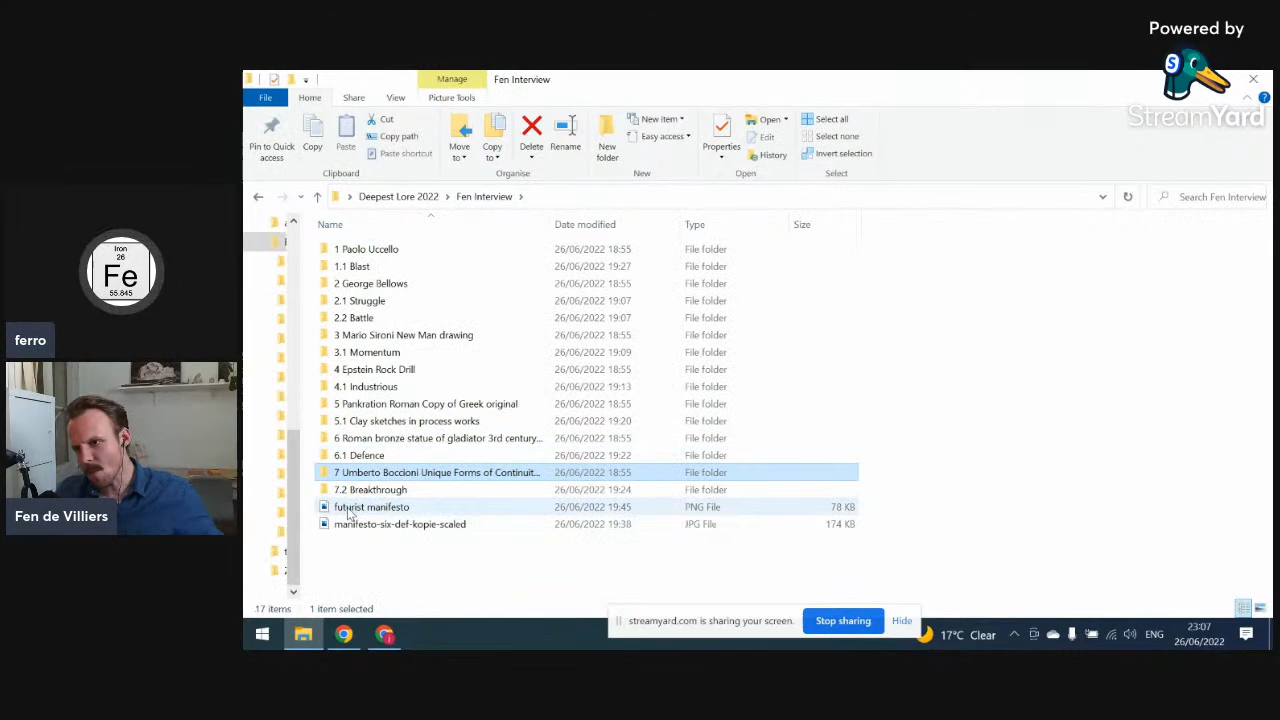 Powered by
StreamYard
Manage
Fen Interview
File
Home
Share
View
Picture Tools
Pin to Quick access
Copy
Paste
Cut
Copy path
Paste shortcut
Clipboard
Move to
Copy to
Delete
Rename
Organise
New folder
New item
Easy access
New
Properties
Open
Edit
History
Open
Select all
Select none
Invert selection
Select
Deepest Lore 2022
Fen Interview
Search Fen Interview
Name Date modified Type Size
1 Paolo Uccello 26/06/2022 18:55 File folder
1.1 Blast 26/06/2022 19:27 File folder
2 George Bellows 26/06/2022 18:55 File folder
2.1 Struggle 26/06/2022 19:07 File folder
2.2 Battle 26/06/2022 19:07 File folder
3 Mario Sironi New Man drawing 26/06/2022 18:55 File folder
3.1 Momentum 26/06/2022 19:09 File folder
4 Epstein Rock Drill 26/06/2022 18:55 File folder
4.1 Industrious 26/06/2022 19:13 File folder
5 Pankration Roman Copy of Greek original 26/06/2022 18:55 File folder
5.1 Clay sketches in process works 26/06/2022 19:20 File folder
6 Roman bronze statue of gladiator 3rd century... 26/06/2022 18:55 File folder
6.1 Defence 26/06/2022 19:22 File folder
7 Umberto Boccioni Unique Forms of Continuit... 26/06/2022 18:55 File folder
7.2 Breakthrough 26/06/2022 19:24 File folder
futurist manifesto 26/06/2022 19:45 PNG File 78 KB
manifesto-six-def-kopie-scaled 26/06/2022 19:38 JPG File 174 KB
17 items 1 item selected
streamyard.com is sharing your screen.
Stop sharing
Hide
17°C Clear
ENG
23:07
26/06/2022
Iron
26
Fe
55.845
ferro
Fen de Villiers